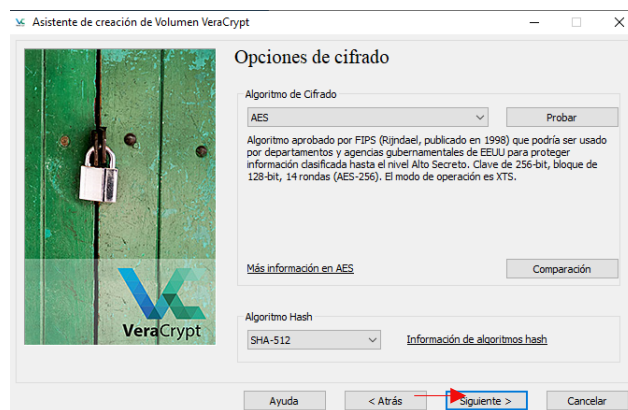 Asistente de creación de Volumen VeraCrypt
Opciones de cifrado
Algoritmo de Cifrado
AES
Probar
Algoritmo aprobado por FIPS (Rijndael, publicado en 1998) que podría ser usado
por departamentos y agencias gubernamentales de EEUU para proteger
información clasificada hasta el nivel Alto Secreto. Clave de 256-bit, bloque de
128-bit, 14 rondas (AES-256). El modo de operación es XTS.
Más información en AES
Comparación
VeraCrypt
Algoritmo Hash
SHA-512
Información de algoritmos hash
Ayuda
< Atrás
Siguiente >
Cancelar